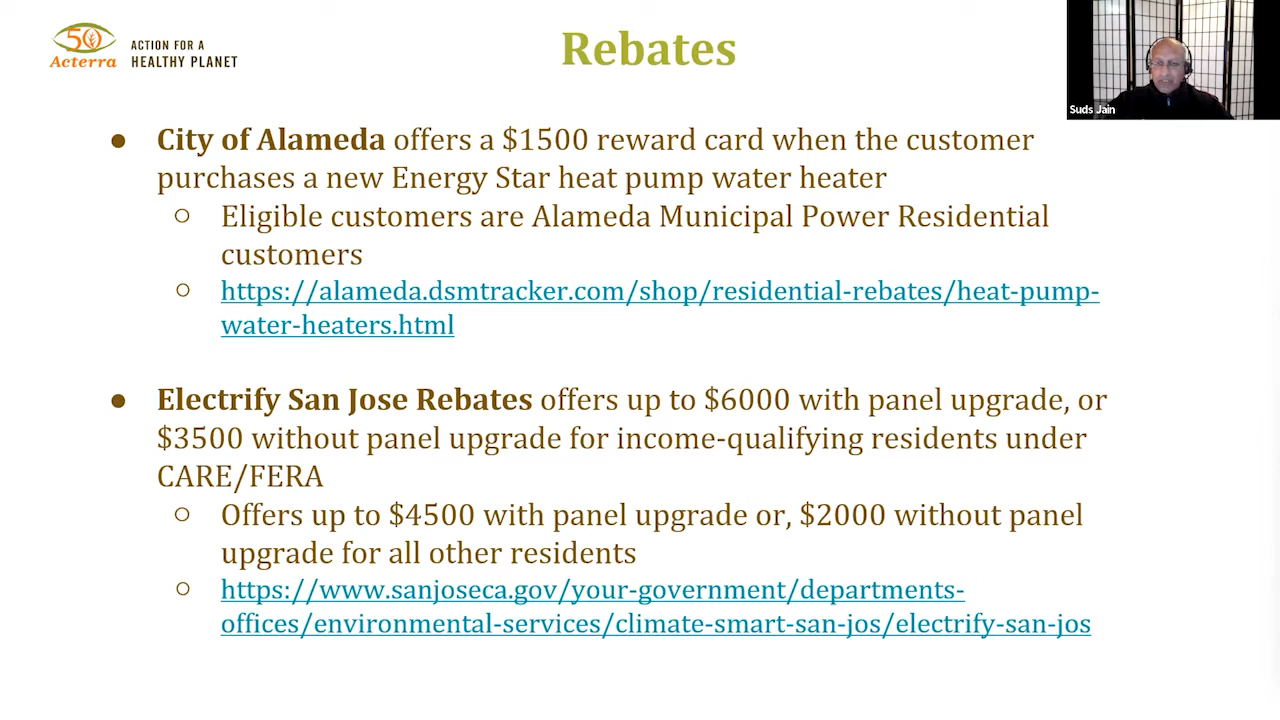 50
Acterra
ACTION FOR A
HEALTHY PLANET
Rebates
Suds Jain
● City of Alameda offers a $1500 reward card when the customer
purchases a new Energy Star heat pump water heater
○ Eligible customers are Alameda Municipal Power Residential
customers
○ https://alameda.dsmtracker.com/shop/residential-rebates/heat-pump-
water-heaters.html
● Electrify San Jose Rebates offers up to $6000 with panel upgrade, or
$3500 without panel upgrade for income-qualifying residents under
CARE/FERA
○ Offers up to $4500 with panel upgrade or, $2000 without panel
upgrade for all other residents
○ https://www.sanjoseca.gov/your-government/departments-
offices/environmental-services/climate-smart-san-jos/electrify-san-jos